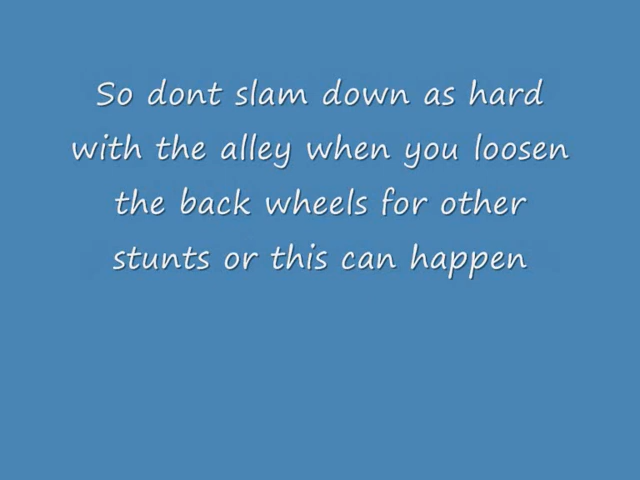 So dont slam down as hard
with the alley when you loosen
the back wheels for other
stunts or this can happen